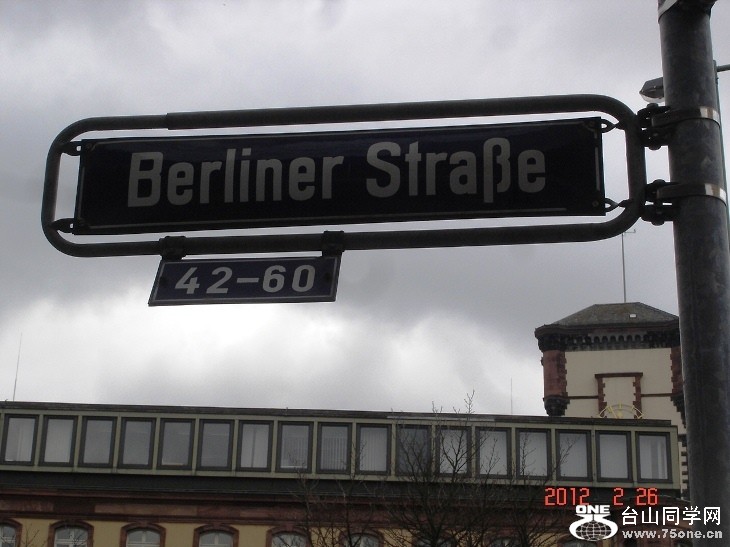 Berliner Straße
42-60
2012 2 26
ONE 台山同学网
www.75one.cn